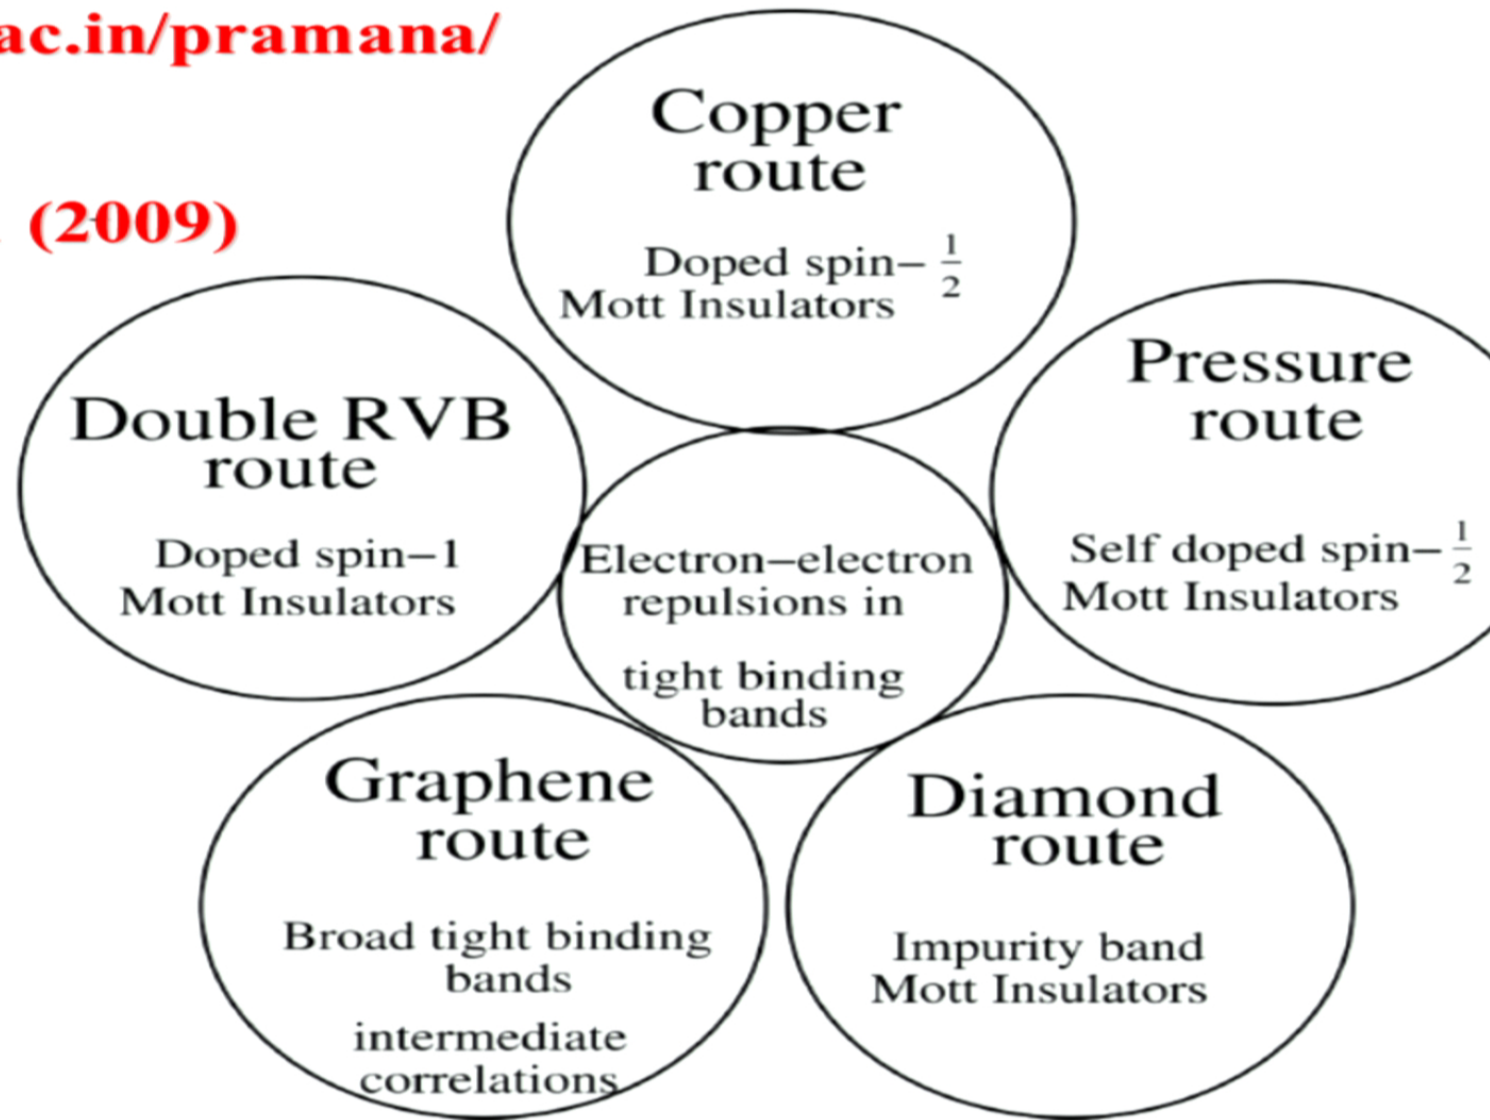 ac.in/pramana/
(2009)
Copper
route
Doped spin– 1/2
Mott Insulators
Double RVB
route
Doped spin–1
Mott Insulators
Pressure
route
Self doped spin– 1/2
Mott Insulators
Electron–electron
repulsions in
tight binding
bands
Graphene
route
Broad tight binding
bands
intermediate
correlations
Diamond
route
Impurity band
Mott Insulators